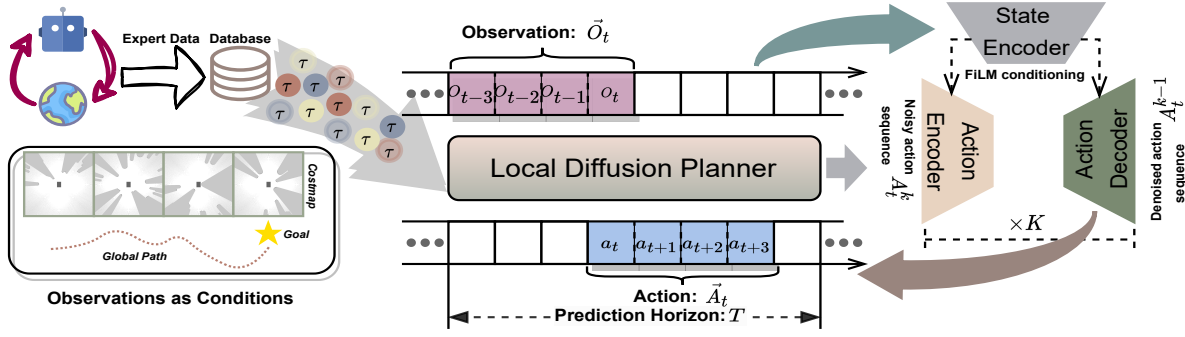 Expert Data
Database
τ τ τ τ τ τ τ τ τ τ τ τ τ
Costmap
Goal
Global Path
Observations as Conditions
Observation: $\vec{O}_t$
O_{t-3} O_{t-2} O_{t-1} O_t
Local Diffusion Planner
a_t a_{t+1} a_{t+2} a_{t+3}
Action: $\vec{A}_t$
Prediction Horizon: T
State
Encoder
FiLM conditioning
Noisy action
sequence A_t^k
Action
Encoder
Action
Decoder
Denoised action
sequence
A_t^{k-1}
×K